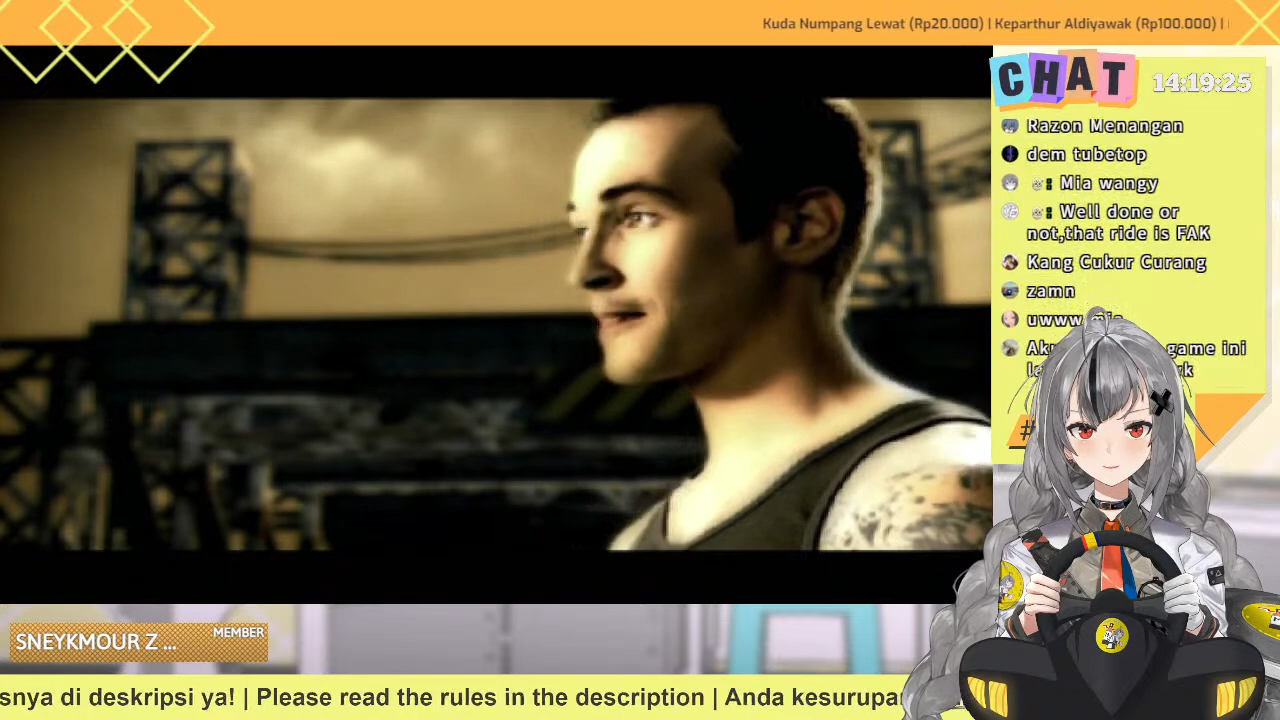 Kuda Numpang Lewat (Rp20.000) | Keparthur Aldiyawak (Rp100.000) |
CHAT 14:19:25
Razon Menangan
dem tubetop
: Mia wangy
: Well done or
not,that ride is FAK
Kang Cukur Curang
zamn
uwww
game ini
#
SNEYKMOUR Z ... MEMBER
snya di deskripsi ya! | Please read the rules in the description | Anda kesurupa